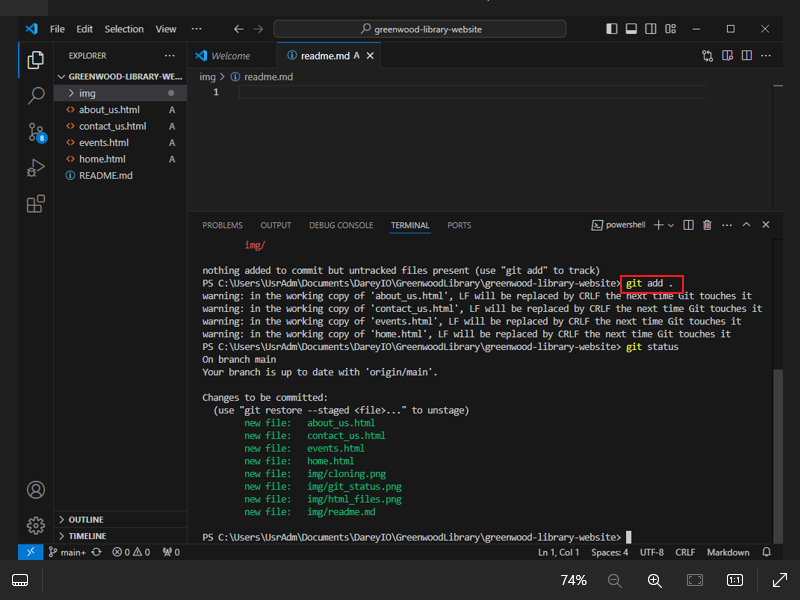 File Edit Selection View ··· greenwood-library-website
EXPLORER ···
GREENWOOD-LIBRARY-WE...
img
about_us.html A
contact_us.html A
events.html A
home.html A
README.md
8
OUTLINE
TIMELINE
Welcome readme.md A
img > readme.md
1
PROBLEMS OUTPUT DEBUG CONSOLE TERMINAL PORTS powershell
img/
nothing added to commit but untracked files present (use "git add" to track)
PS C:\Users\UsrAdm\Documents\DareyIO\GreenwoodLibrary\greenwood-library-website> git add .
warning: in the working copy of 'about_us.html', LF will be replaced by CRLF the next time Git touches it
warning: in the working copy of 'contact_us.html', LF will be replaced by CRLF the next time Git touches it
warning: in the working copy of 'events.html', LF will be replaced by CRLF the next time Git touches it
warning: in the working copy of 'home.html', LF will be replaced by CRLF the next time Git touches it
PS C:\Users\UsrAdm\Documents\DareyIO\GreenwoodLibrary\greenwood-library-website> git status
On branch main
Your branch is up to date with 'origin/main'.
Changes to be committed:
(use "git restore --staged <file>..." to unstage)
new file: about_us.html
new file: contact_us.html
new file: events.html
new file: home.html
new file: img/cloning.png
new file: img/git_status.png
new file: img/html_files.png
new file: img/readme.md
PS C:\Users\UsrAdm\Documents\DareyIO\GreenwoodLibrary\greenwood-library-website>
main+ 0 0 0 Ln 1, Col 1 Spaces: 4 UTF-8 CRLF Markdown
74% 1:1